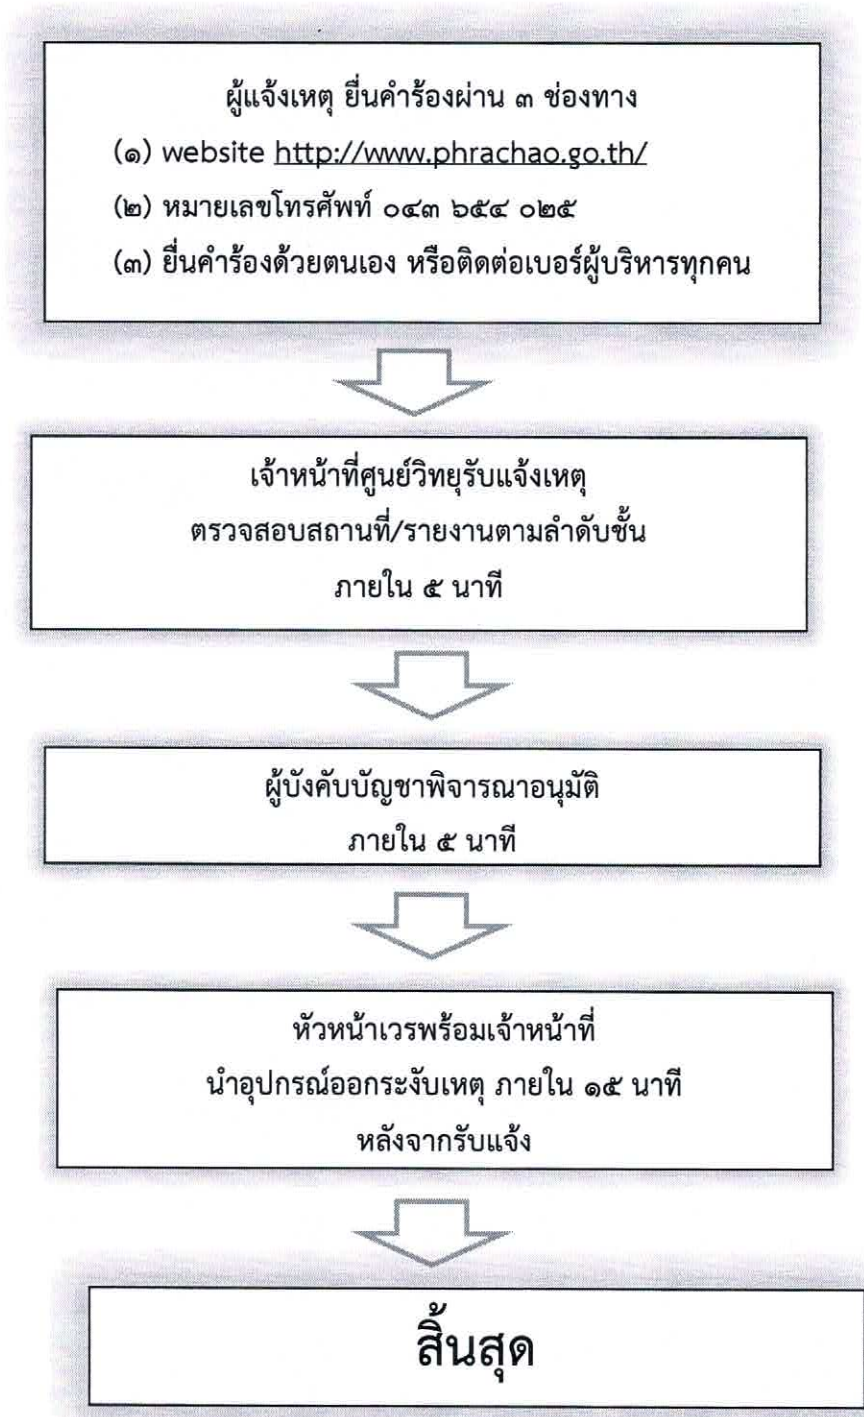 ผู้แจ้งเหตุ ยื่นคำร้องผ่าน ๓ ช่องทาง
(๑) website http://www.phrachao.go.th/
(๒) หมายเลขโทรศัพท์ ๐๔๓ ๖๕๔ ๐๒๕
(๓) ยื่นคำร้องด้วยตนเอง หรือติดต่อเบอร์ผู้บริหารทุกคน
เจ้าหน้าที่ศูนย์วิทยุรับแจ้งเหตุ
ตรวจสอบสถานที่/รายงานตามลำดับชั้น
ภายใน ๕ นาที
ผู้บังคับบัญชาพิจารณาอนุมัติ
ภายใน ๕ นาที
หัวหน้าเวรพร้อมเจ้าหน้าที่
นำอุปกรณ์ออกระงับเหตุ ภายใน ๑๕ นาที
หลังจากรับแจ้ง
สิ้นสุด